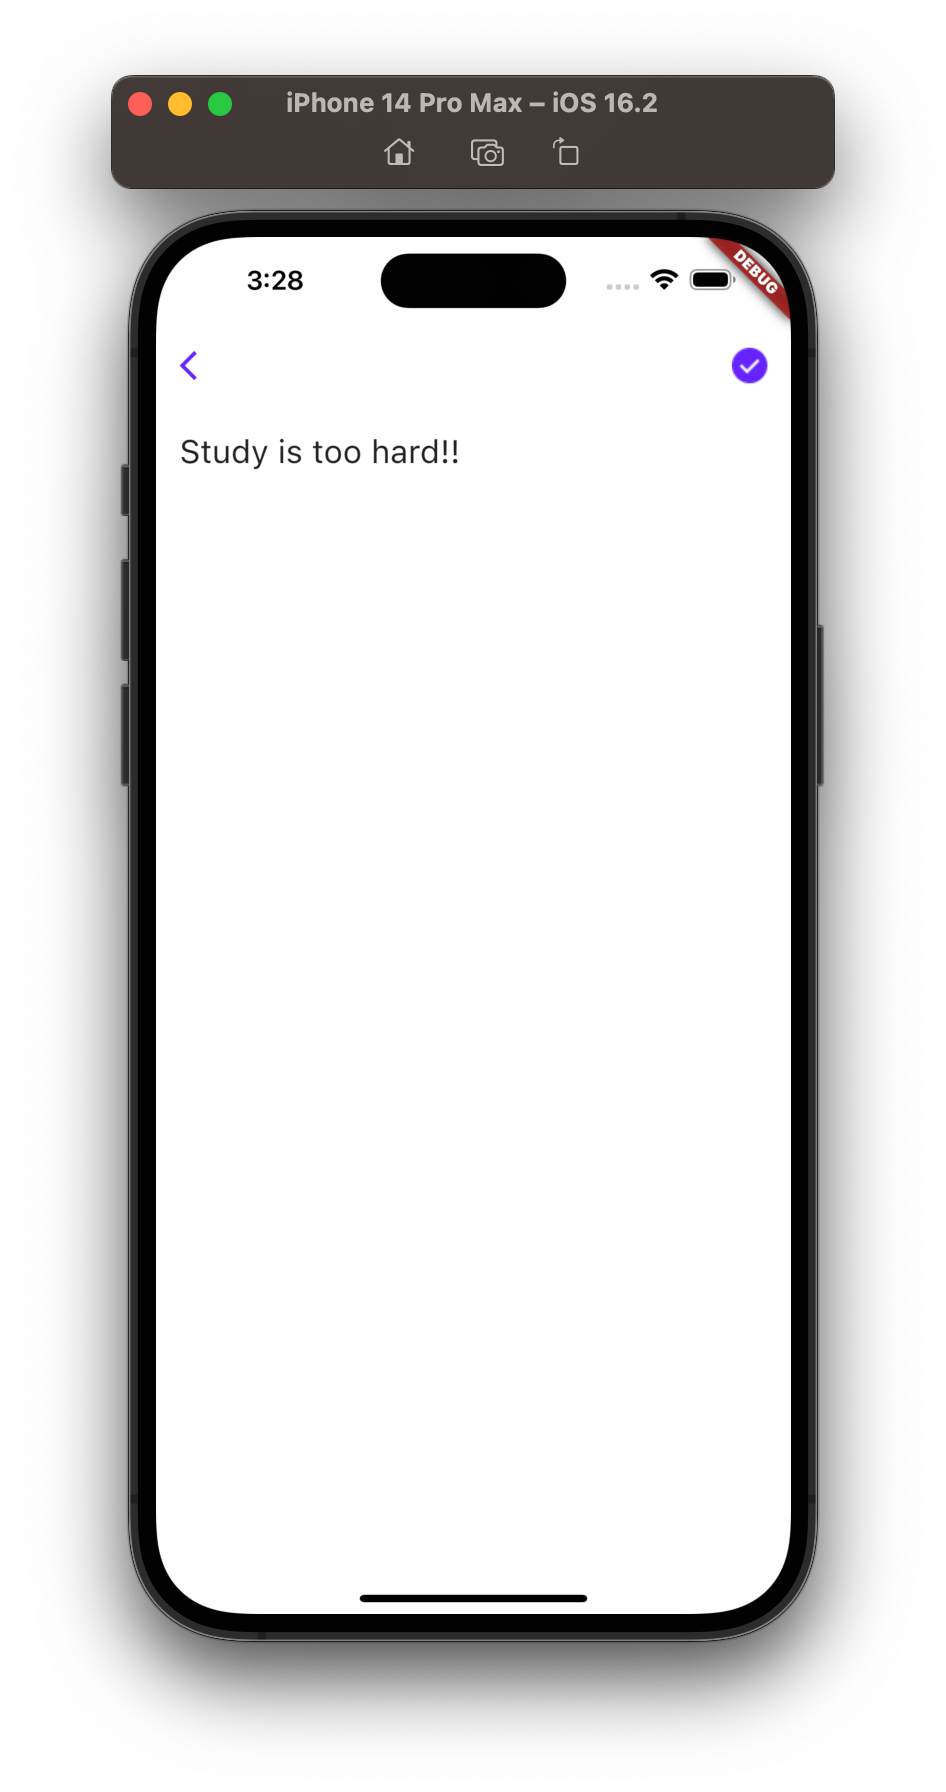 iPhone 14 Pro Max – iOS 16.2
3:28
DEBUG
Study is too hard!!